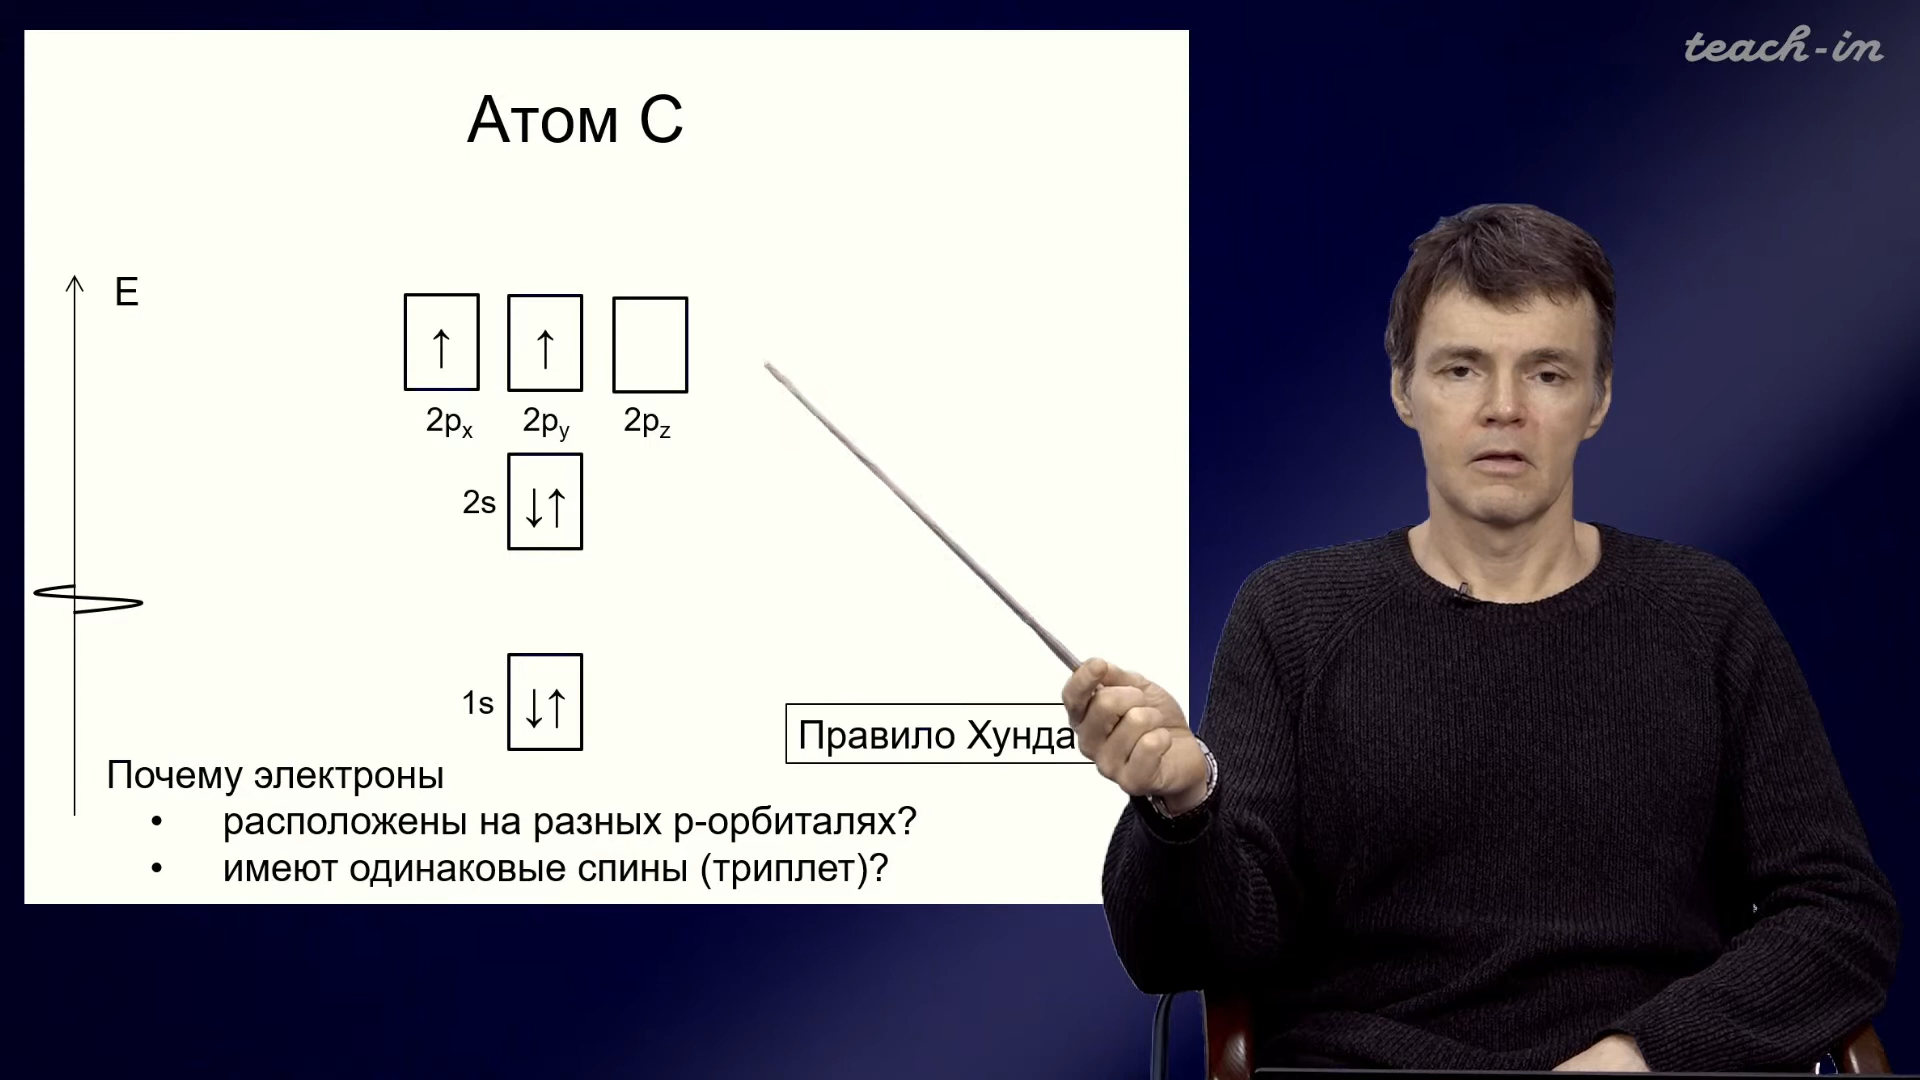 teach-in
Атом С
E
↑ ↑
2px 2py 2pz
2s ↓↑
1s ↓↑
Правило Хунда
Почему электроны
• расположены на разных р-орбиталях?
• имеют одинаковые спины (триплет)?